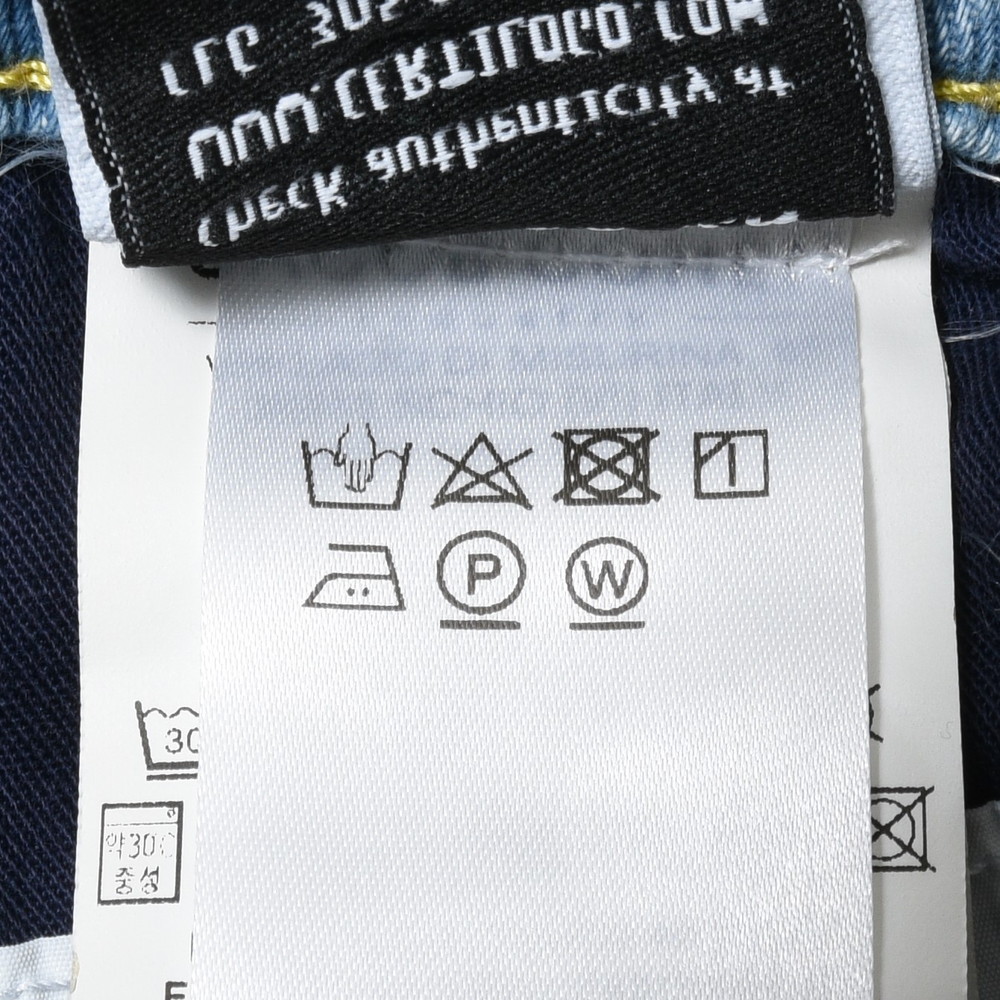 Check authenticity at
WWW.CERTILOGO.COM
P W
30
약30℃
중성